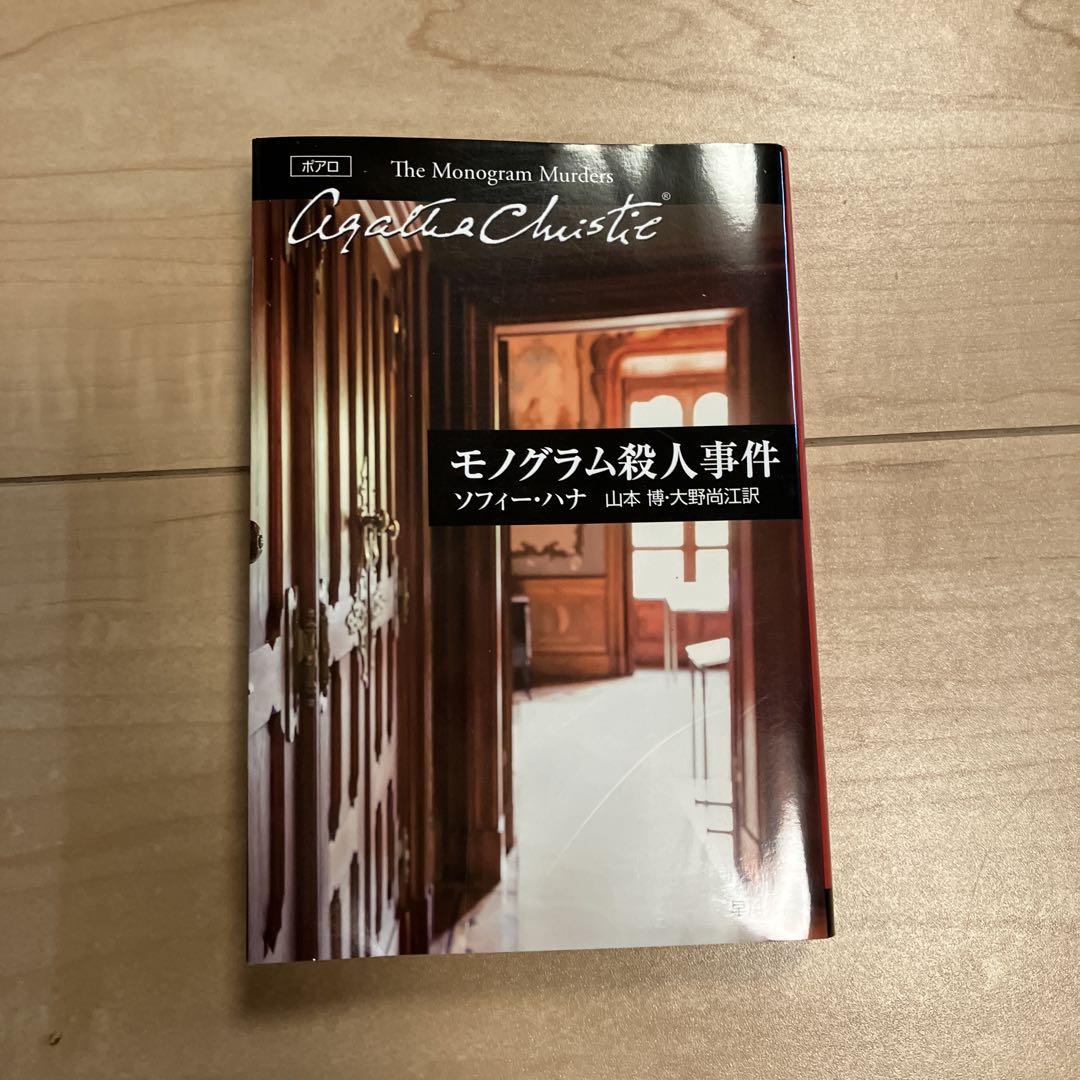 ポアロ
The Monogram Murders
Agatha Christie®
モノグラム殺人事件
ソフィー・ハナ 山本 博・大野尚江訳
早